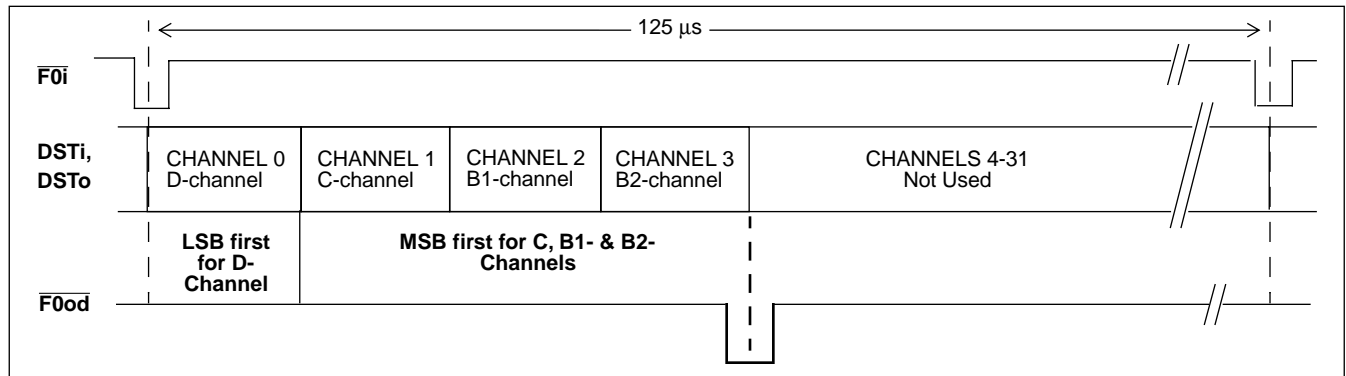 125 μs
F0i
DSTi,
DSTo
CHANNEL 0
D-channel
CHANNEL 1
C-channel
CHANNEL 2
B1-channel
CHANNEL 3
B2-channel
CHANNELS 4-31
Not Used
LSB first
for D-
Channel
MSB first for C, B1- & B2-
Channels
F0od